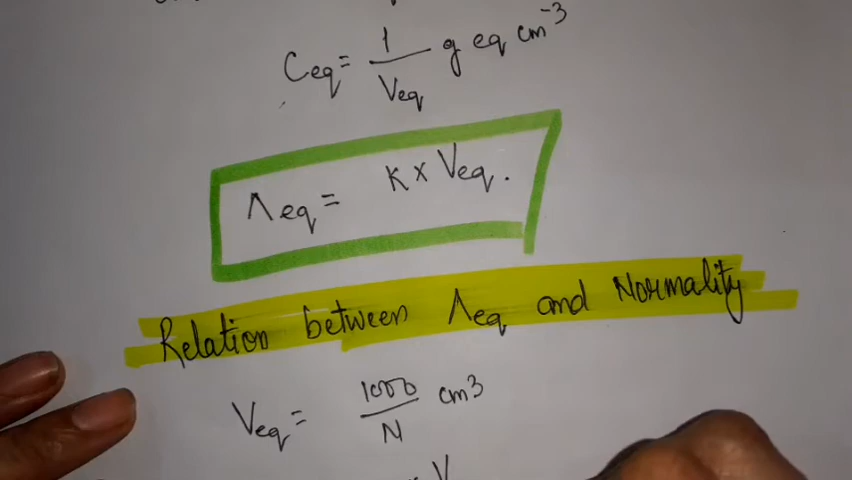 Ceq = 1/Veq g eq cm⁻³
Λeq = K × Veq.
Relation between Λeq and Normality
Veq = 1000/N cm³